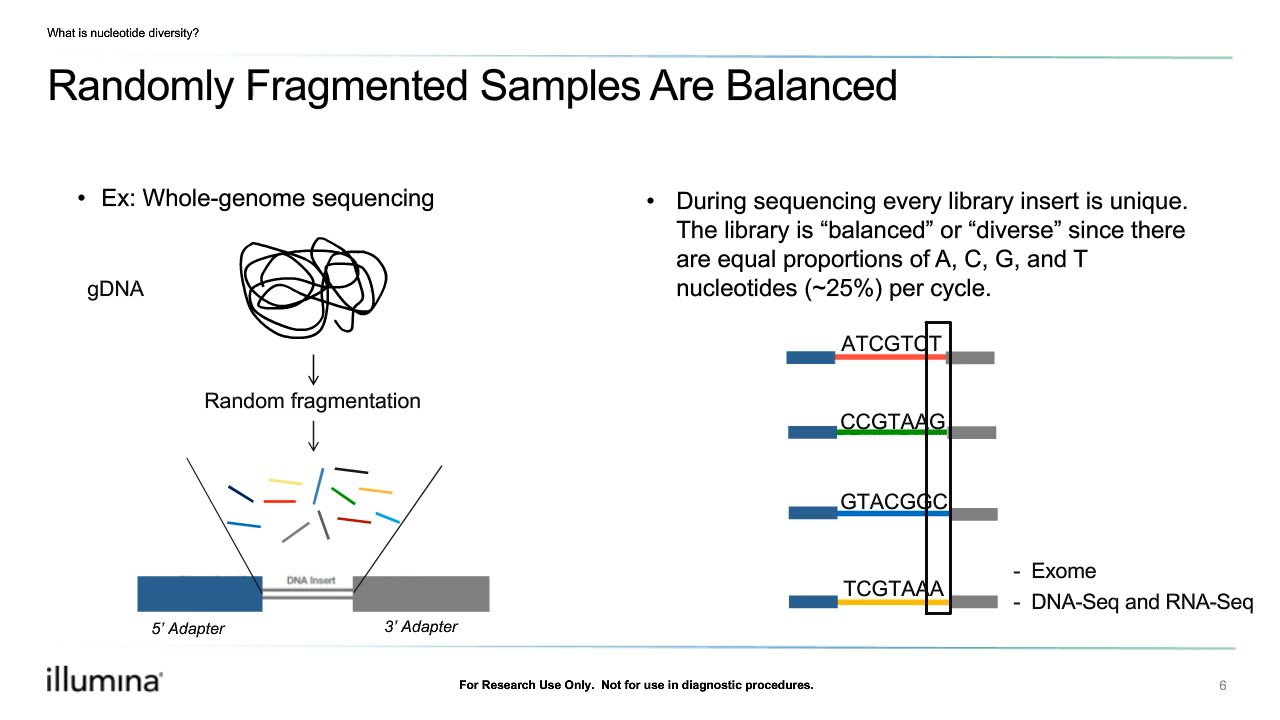 What is nucleotide diversity?
Randomly Fragmented Samples Are Balanced
• Ex: Whole-genome sequencing
gDNA
Random fragmentation
DNA Insert
5’ Adapter
3’ Adapter
• During sequencing every library insert is unique.
The library is “balanced” or “diverse” since there
are equal proportions of A, C, G, and T
nucleotides (~25%) per cycle.
ATCGTCT
CCGTAAG
GTACGGC
TCGTAAA
- Exome
- DNA-Seq and RNA-Seq
illumina®
For Research Use Only. Not for use in diagnostic procedures.
6